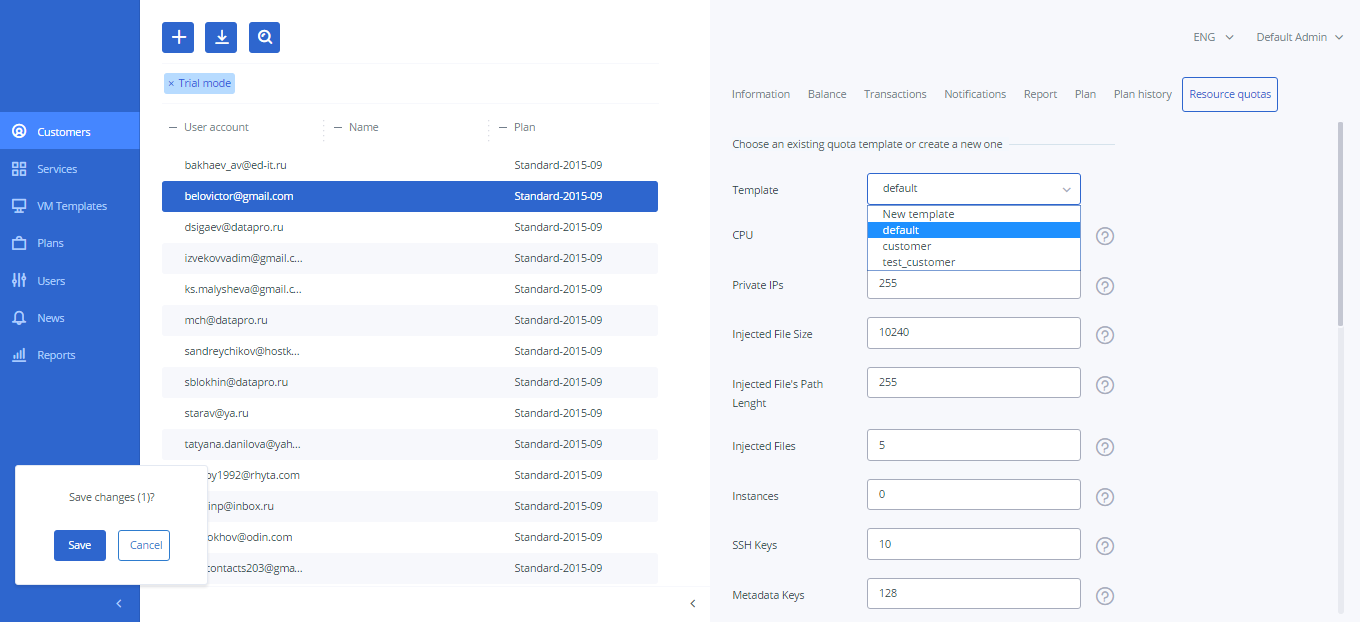 ENG
Default Admin
× Trial mode
Information Balance Transactions Notifications Report Plan Plan history Resource quotas
Customers
Services
VM Templates
Plans
Users
News
Reports
User account Name Plan
bakhaev_av@ed-it.ru Standard-2015-09
belovictor@gmail.com Standard-2015-09
dsigaev@datapro.ru Standard-2015-09
izvekovvadim@gmail.c... Standard-2015-09
ks.malysheva@gmail.c... Standard-2015-09
mch@datapro.ru Standard-2015-09
sandreychikov@hostk... Standard-2015-09
sblokhin@datapro.ru Standard-2015-09
starav@ya.ru Standard-2015-09
tatyana.danilova@yah... Standard-2015-09
y1992@rhyta.com Standard-2015-09
inp@inbox.ru Standard-2015-09
okhov@odin.com Standard-2015-09
contacts203@gma... Standard-2015-09
Save changes (1)?
Save Cancel
Choose an existing quota template or create a new one
Template default
New template
default
customer
test_customer
CPU
Private IPs 255
Injected File Size 10240
Injected File's Path
Lenght 255
Injected Files 5
Instances 0
SSH Keys 10
Metadata Keys 128